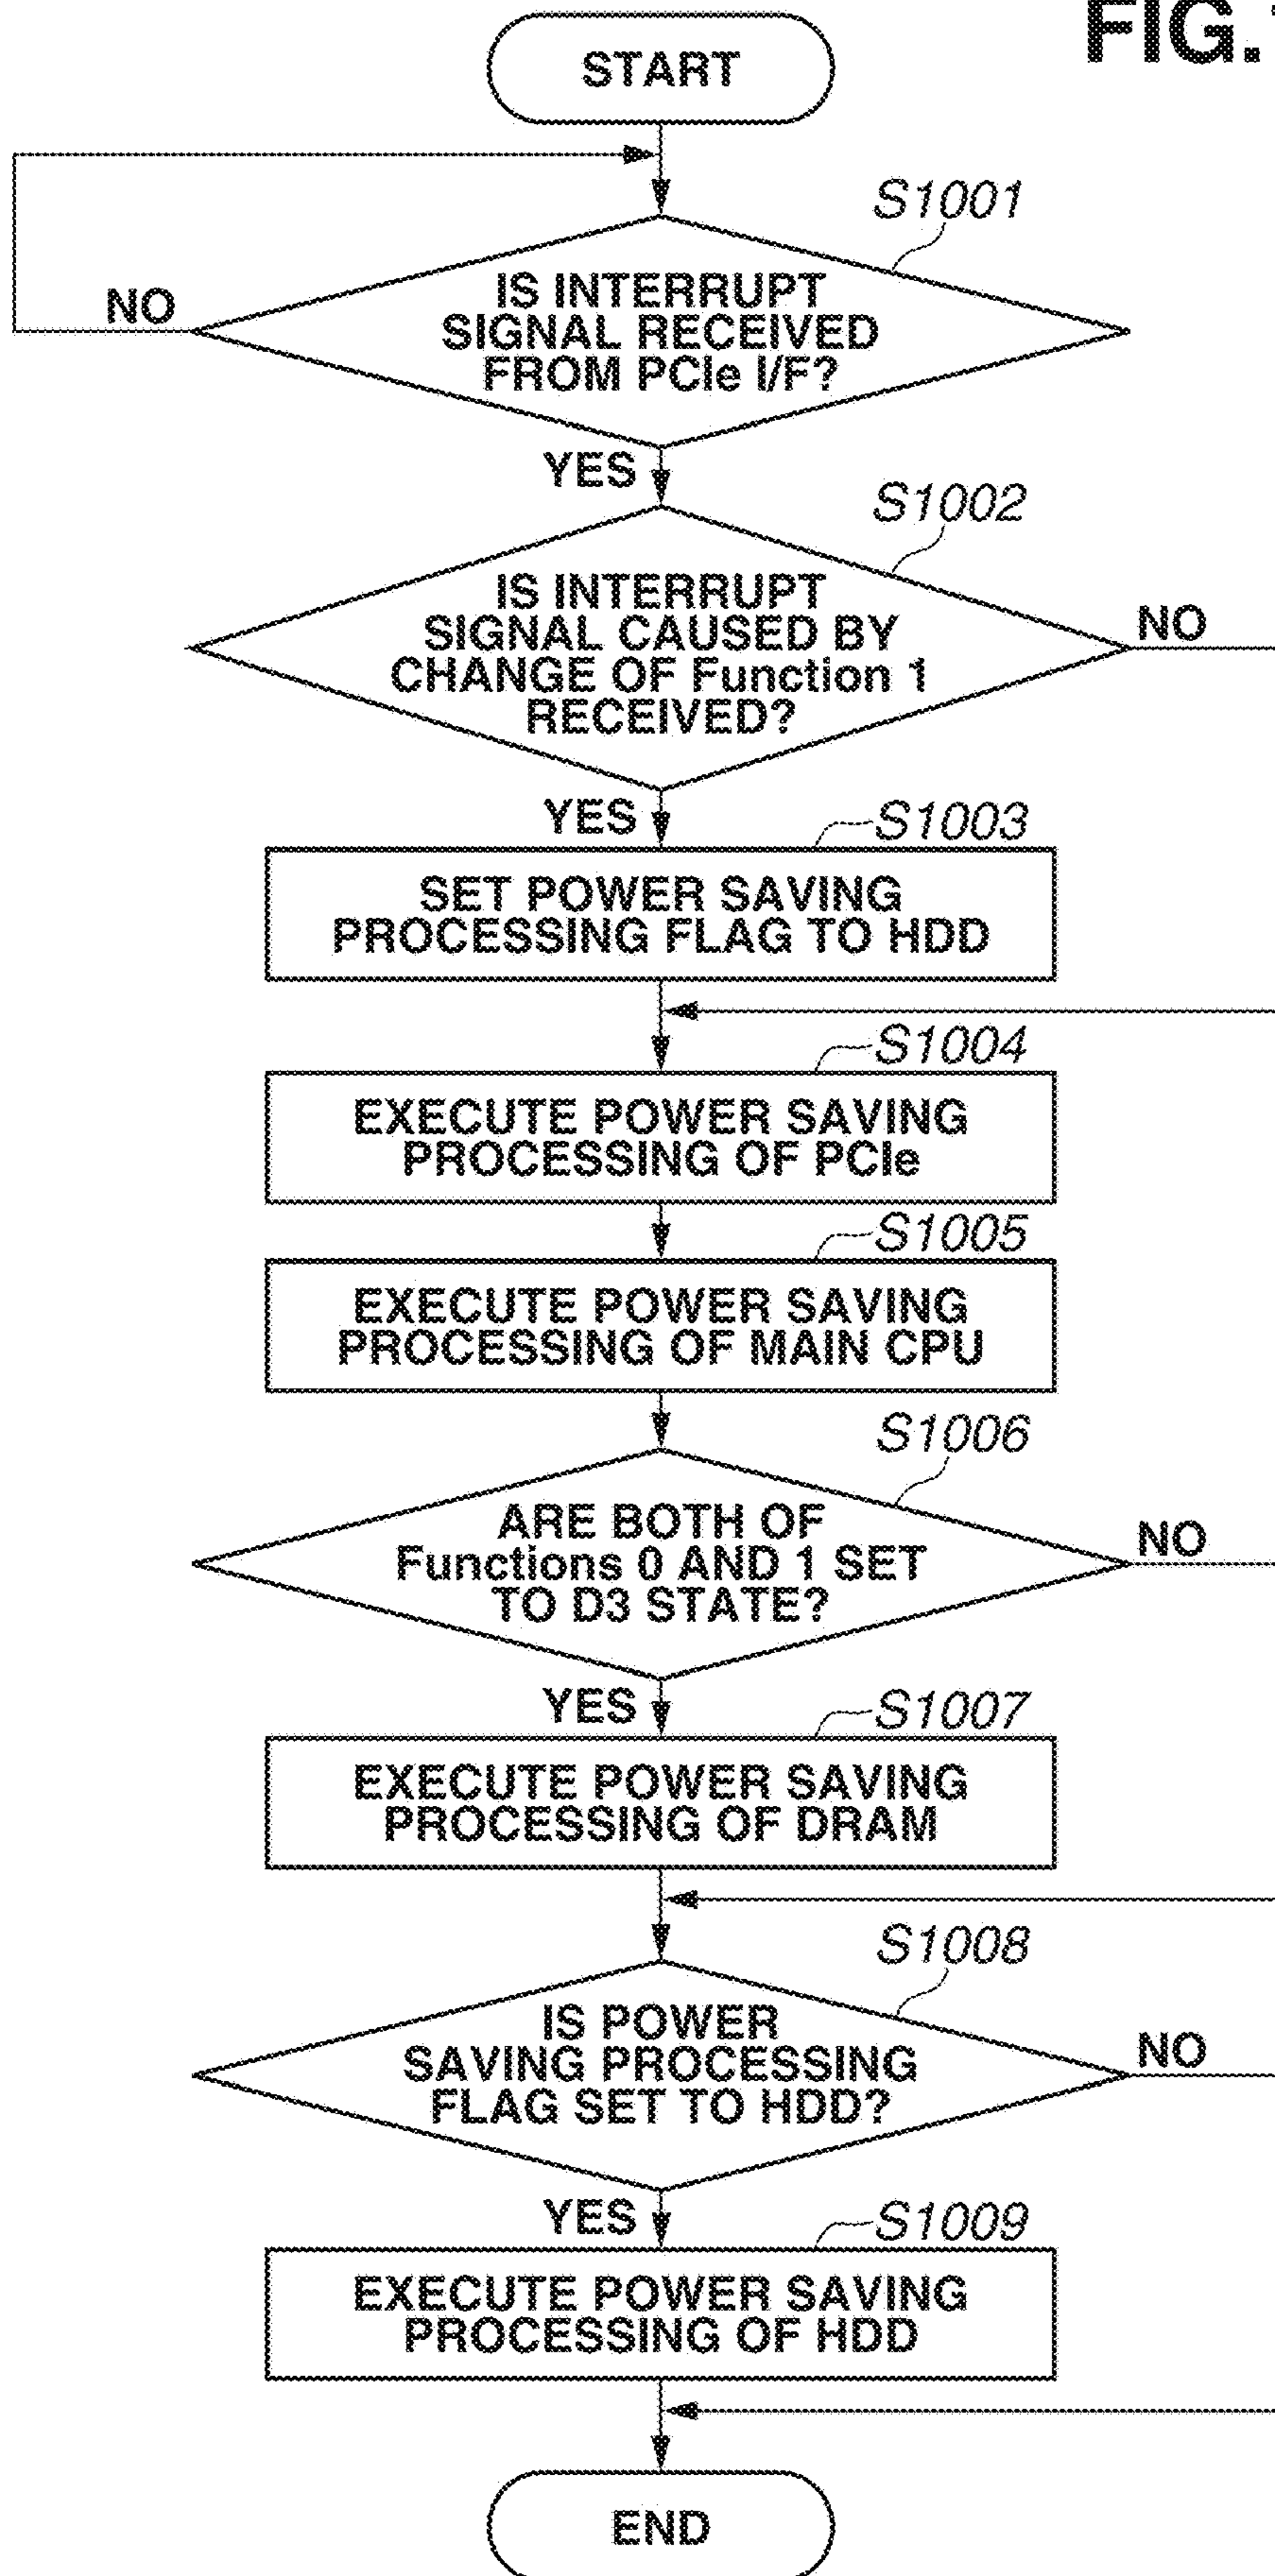 FIG.1
START
S1001
IS INTERRUPT
SIGNAL RECEIVED
FROM PCIe I/F?
NO
YES
S1002
IS INTERRUPT
SIGNAL CAUSED BY
CHANGE OF Function 1
RECEIVED?
NO
YES
S1003
SET POWER SAVING
PROCESSING FLAG TO HDD
S1004
EXECUTE POWER SAVING
PROCESSING OF PCIe
S1005
EXECUTE POWER SAVING
PROCESSING OF MAIN CPU
S1006
ARE BOTH OF
Functions 0 AND 1 SET
TO D3 STATE?
NO
YES
S1007
EXECUTE POWER SAVING
PROCESSING OF DRAM
S1008
IS POWER
SAVING PROCESSING
FLAG SET TO HDD?
NO
YES
S1009
EXECUTE POWER SAVING
PROCESSING OF HDD
END